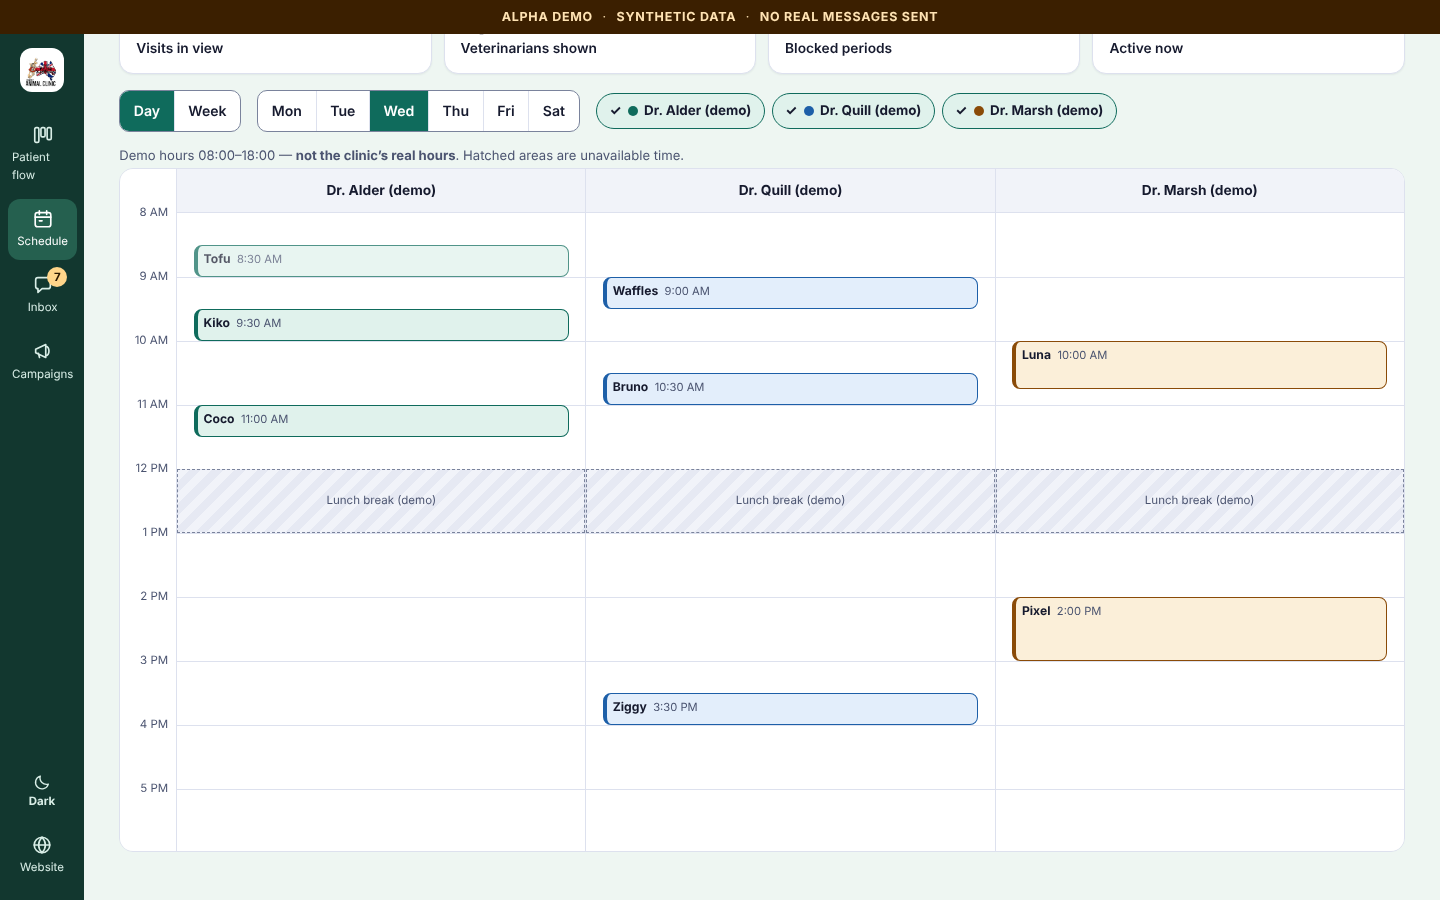 ALPHA DEMO · SYNTHETIC DATA · NO REAL MESSAGES SENT
ANIMAL CLINIC
Patient flow
Schedule
7
Inbox
Campaigns
Dark
Website
Visits in view
Veterinarians shown
Blocked periods
Active now
Day Week
Mon Tue Wed Thu Fri Sat
Dr. Alder (demo)
Dr. Quill (demo)
Dr. Marsh (demo)
Demo hours 08:00–18:00 — not the clinic’s real hours. Hatched areas are unavailable time.
Dr. Alder (demo) Dr. Quill (demo) Dr. Marsh (demo)
8 AM
Tofu 8:30 AM
9 AM
Waffles 9:00 AM
Kiko 9:30 AM
10 AM
Luna 10:00 AM
Bruno 10:30 AM
11 AM
Coco 11:00 AM
12 PM
Lunch break (demo) Lunch break (demo) Lunch break (demo)
1 PM
2 PM
Pixel 2:00 PM
3 PM
Ziggy 3:30 PM
4 PM
5 PM